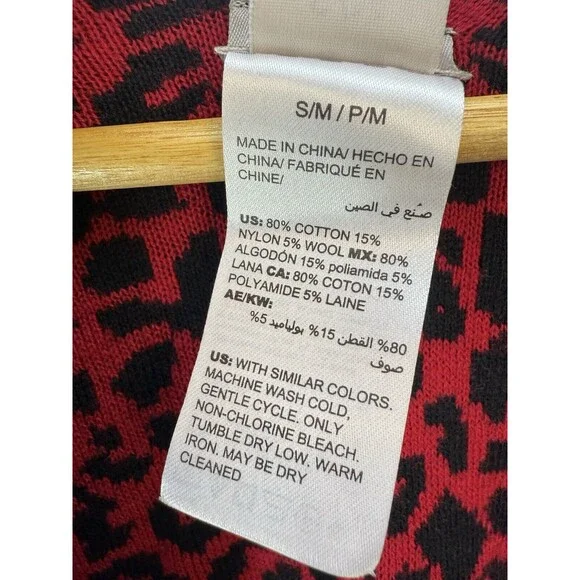 S/M / P/M
MADE IN CHINA/ HECHO EN
CHINA/ FABRIQUÉ EN
CHINE/
صنّع في الصين
US: 80% COTTON 15%
NYLON 5% WOOL MX: 80%
ALGODÓN 15% poliamida 5%
LANA CA: 80% COTON 15%
POLYAMIDE 5% LAINE
AE/KW:
80% القطن 15% بولياميد 5%
صوف
US: WITH SIMILAR COLORS.
MACHINE WASH COLD,
GENTLE CYCLE. ONLY
NON-CHLORINE BLEACH.
TUMBLE DRY LOW. WARM
IRON. MAY BE DRY
CLEANED